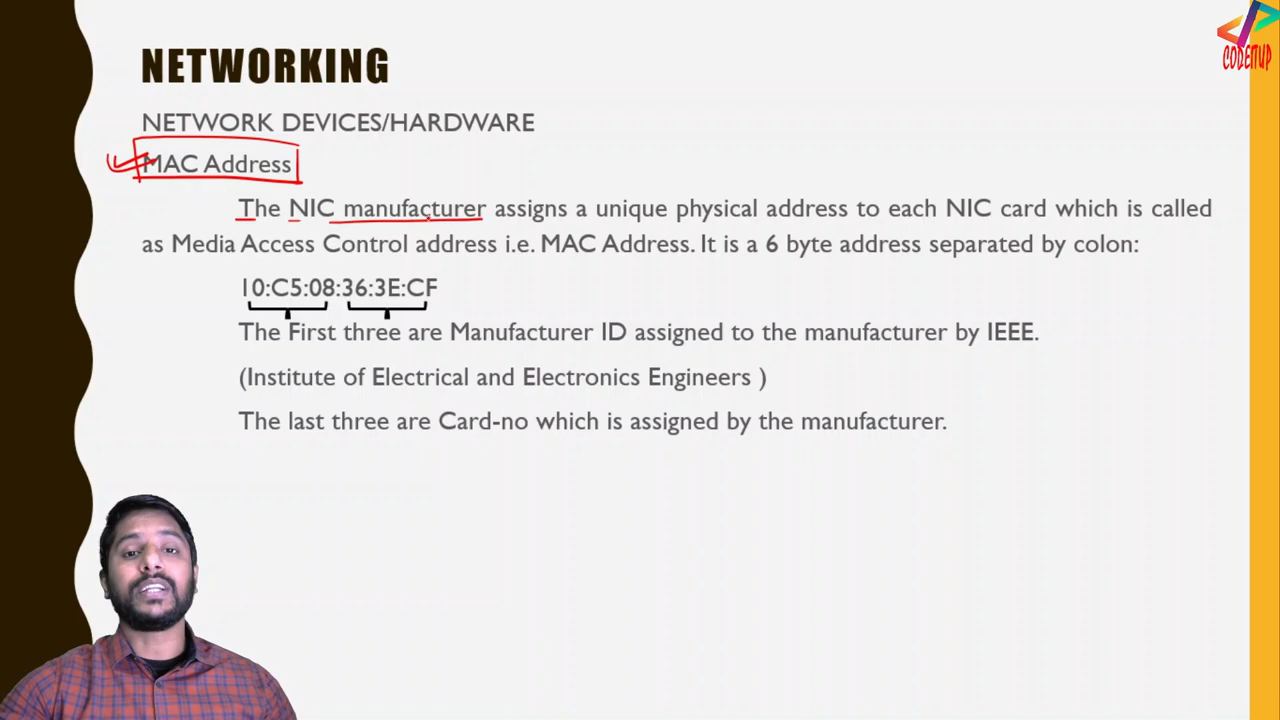 NETWORKING
NETWORK DEVICES/HARDWARE
MAC Address
The NIC manufacturer assigns a unique physical address to each NIC card which is called
as Media Access Control address i.e. MAC Address. It is a 6 byte address separated by colon:
10:C5:08:36:3E:CF
The First three are Manufacturer ID assigned to the manufacturer by IEEE.
(Institute of Electrical and Electronics Engineers )
The last three are Card-no which is assigned by the manufacturer.
CODEITUP